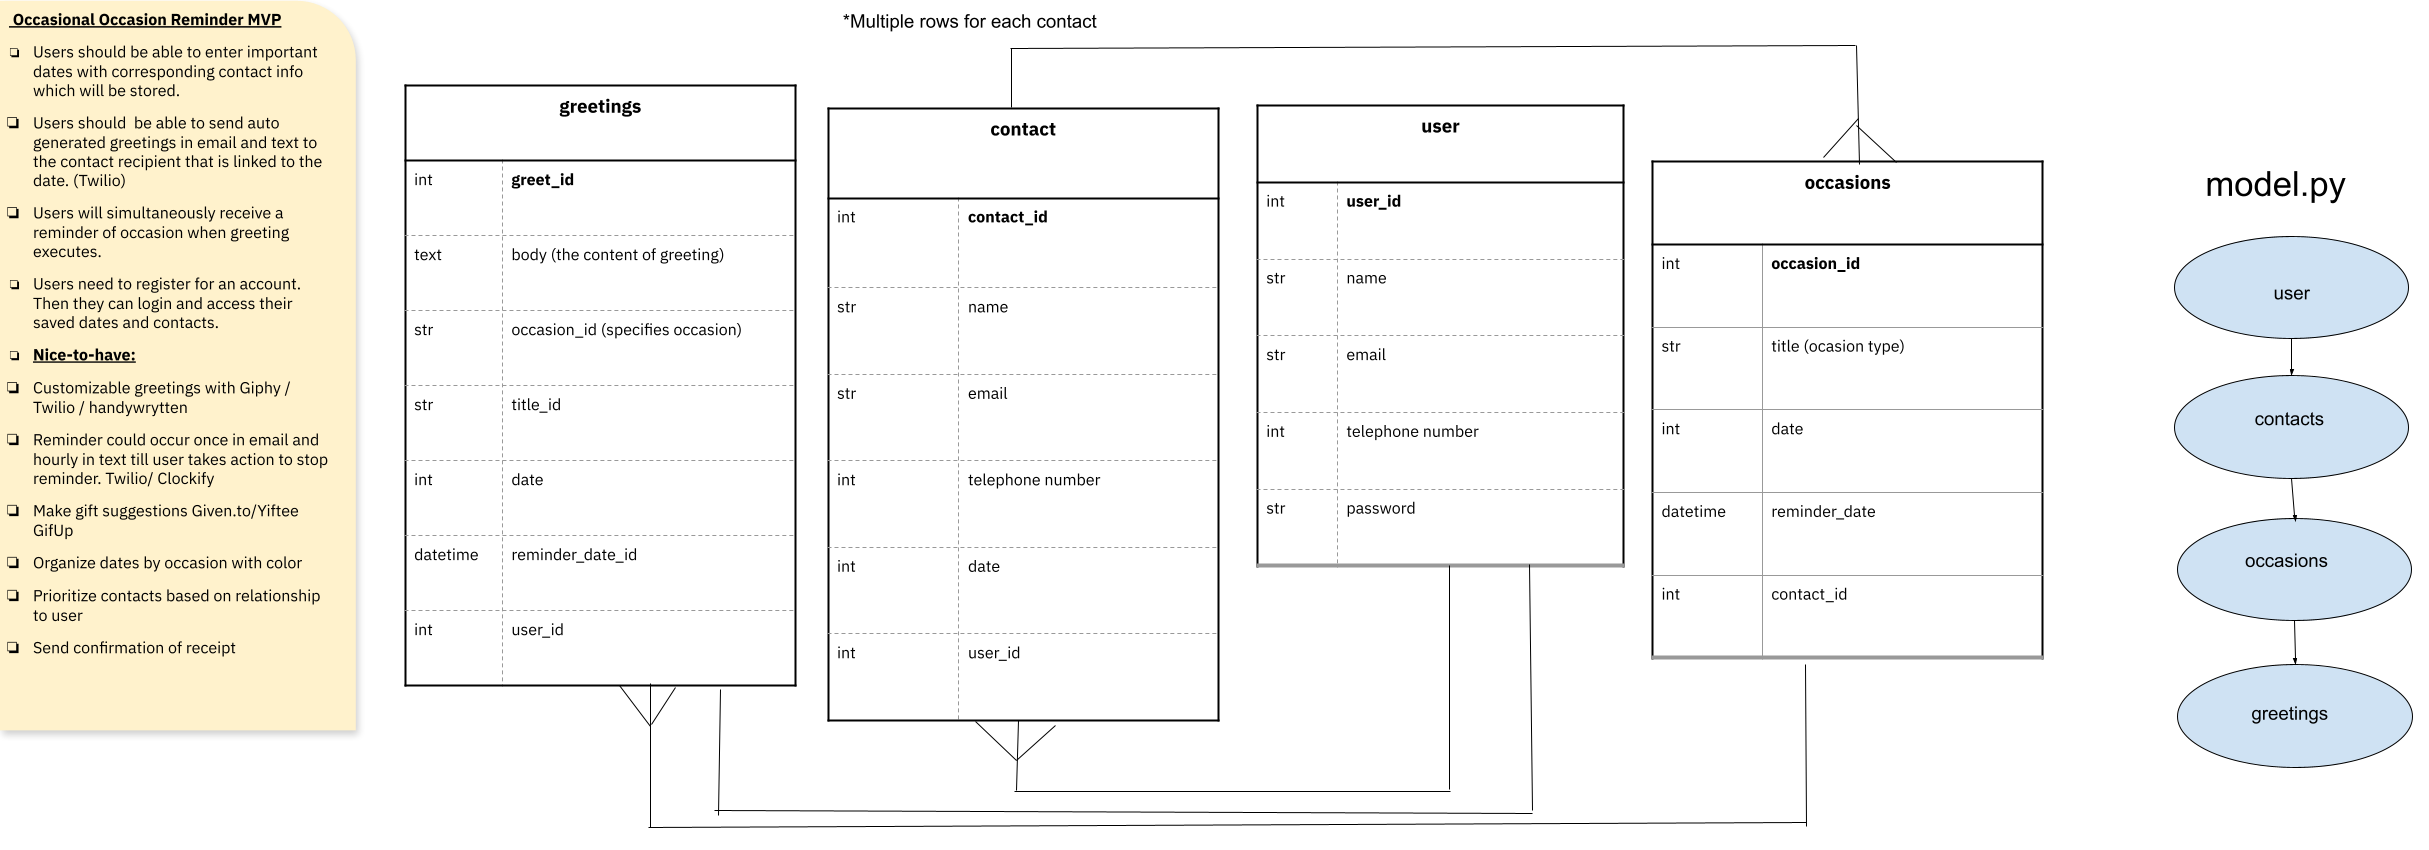 Occasional Occasion Reminder MVP
Users should be able to enter important
dates with corresponding contact info
which will be stored.
Users should  be able to send auto
generated greetings in email and text to
the contact recipient that is linked to the
date. (Twilio)
Users will simultaneously receive a
reminder of occasion when greeting
executes.
Users need to register for an account.
Then they can login and access their
saved dates and contacts.
Nice-to-have:
Customizable greetings with Giphy /
Twilio / handywrytten
Reminder could occur once in email and
hourly in text till user takes action to stop
reminder. Twilio/ Clockify
Make gift suggestions Given.to/Yiftee
GifUp
Organize dates by occasion with color
Prioritize contacts based on relationship
to user
Send confirmation of receipt
*Multiple rows for each contact
greetings
int greet_id
text body (the content of greeting)
str occasion_id (specifies occasion)
str title_id
int date
datetime reminder_date_id
int user_id
contact
int contact_id
str name
str email
int telephone number
int date
int user_id
user
int user_id
str name
str email
int telephone number
str password
occasions
int occasion_id
str title (ocasion type)
int date
datetime reminder_date
int contact_id
model.py
user
contacts
occasions
greetings